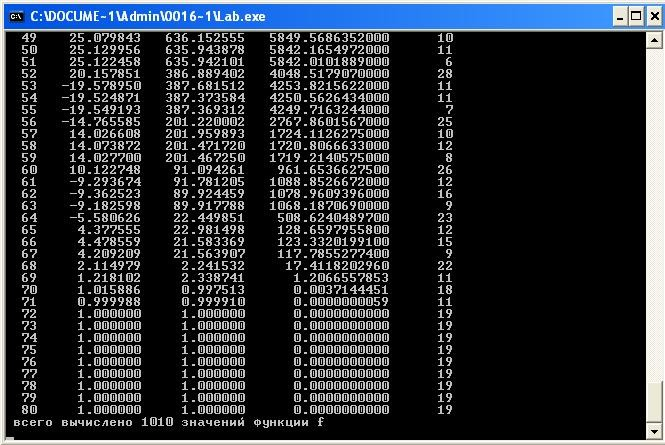 C:\DOCUME~1\Admin\0016~1\Lab.exe
49 25.079843 636.152555 5849.5686352000 10
50 25.129956 635.943878 5842.1654972000 11
51 25.122458 635.942101 5842.0101889000 6
52 20.157851 386.889402 4048.5179070000 28
53 -19.578950 387.681512 4253.8215622000 11
54 -19.524871 387.373584 4250.5626434000 11
55 -19.549193 387.369312 4249.7163244000 7
56 -14.765585 201.220002 2767.8601567000 25
57 14.026608 201.959893 1724.1126275000 10
58 14.073872 201.471720 1720.8066633000 12
59 14.027700 201.467250 1719.2140575000 8
60 10.122748 91.094261 961.6536627500 26
61 -9.293674 91.781205 1088.8526672000 12
62 -9.362523 89.924459 1078.9609396000 16
63 -9.182598 89.917788 1068.1870690000 9
64 -5.580626 22.449851 508.6240489700 23
65 4.377555 22.981498 128.6597955800 12
66 4.478559 21.583369 123.3320199100 15
67 4.209209 21.563907 117.7855277400 9
68 2.114979 2.241532 17.4118202960 22
69 1.218102 2.338741 1.2066557853 11
70 1.015886 0.997513 0.0037144451 18
71 0.999988 0.999910 0.0000000059 11
72 1.000000 1.000000 0.0000000000 19
73 1.000000 1.000000 0.0000000000 19
74 1.000000 1.000000 0.0000000000 19
75 1.000000 1.000000 0.0000000000 19
76 1.000000 1.000000 0.0000000000 19
77 1.000000 1.000000 0.0000000000 19
78 1.000000 1.000000 0.0000000000 19
79 1.000000 1.000000 0.0000000000 19
80 1.000000 1.000000 0.0000000000 19
всего вычислено 1010 значений функции f